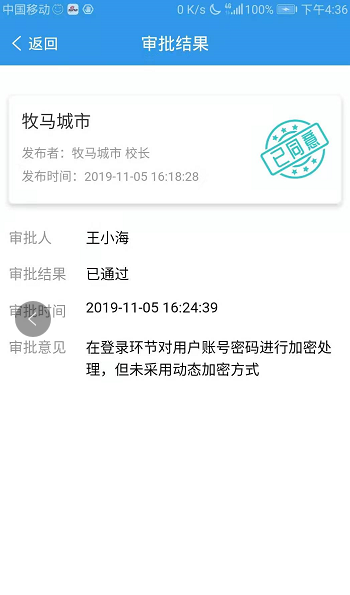 中国移动 0 K/s 4G 100% 下午4:36
返回 审批结果
牧马城市
发布者：牧马城市 校长
发布时间：2019-11-05 16:18:28
已同意
审批人 王小海
审批结果 已通过
审批时间 2019-11-05 16:24:39
审批意见 在登录环节对用户账号密码进行加密处
理，但未采用动态加密方式